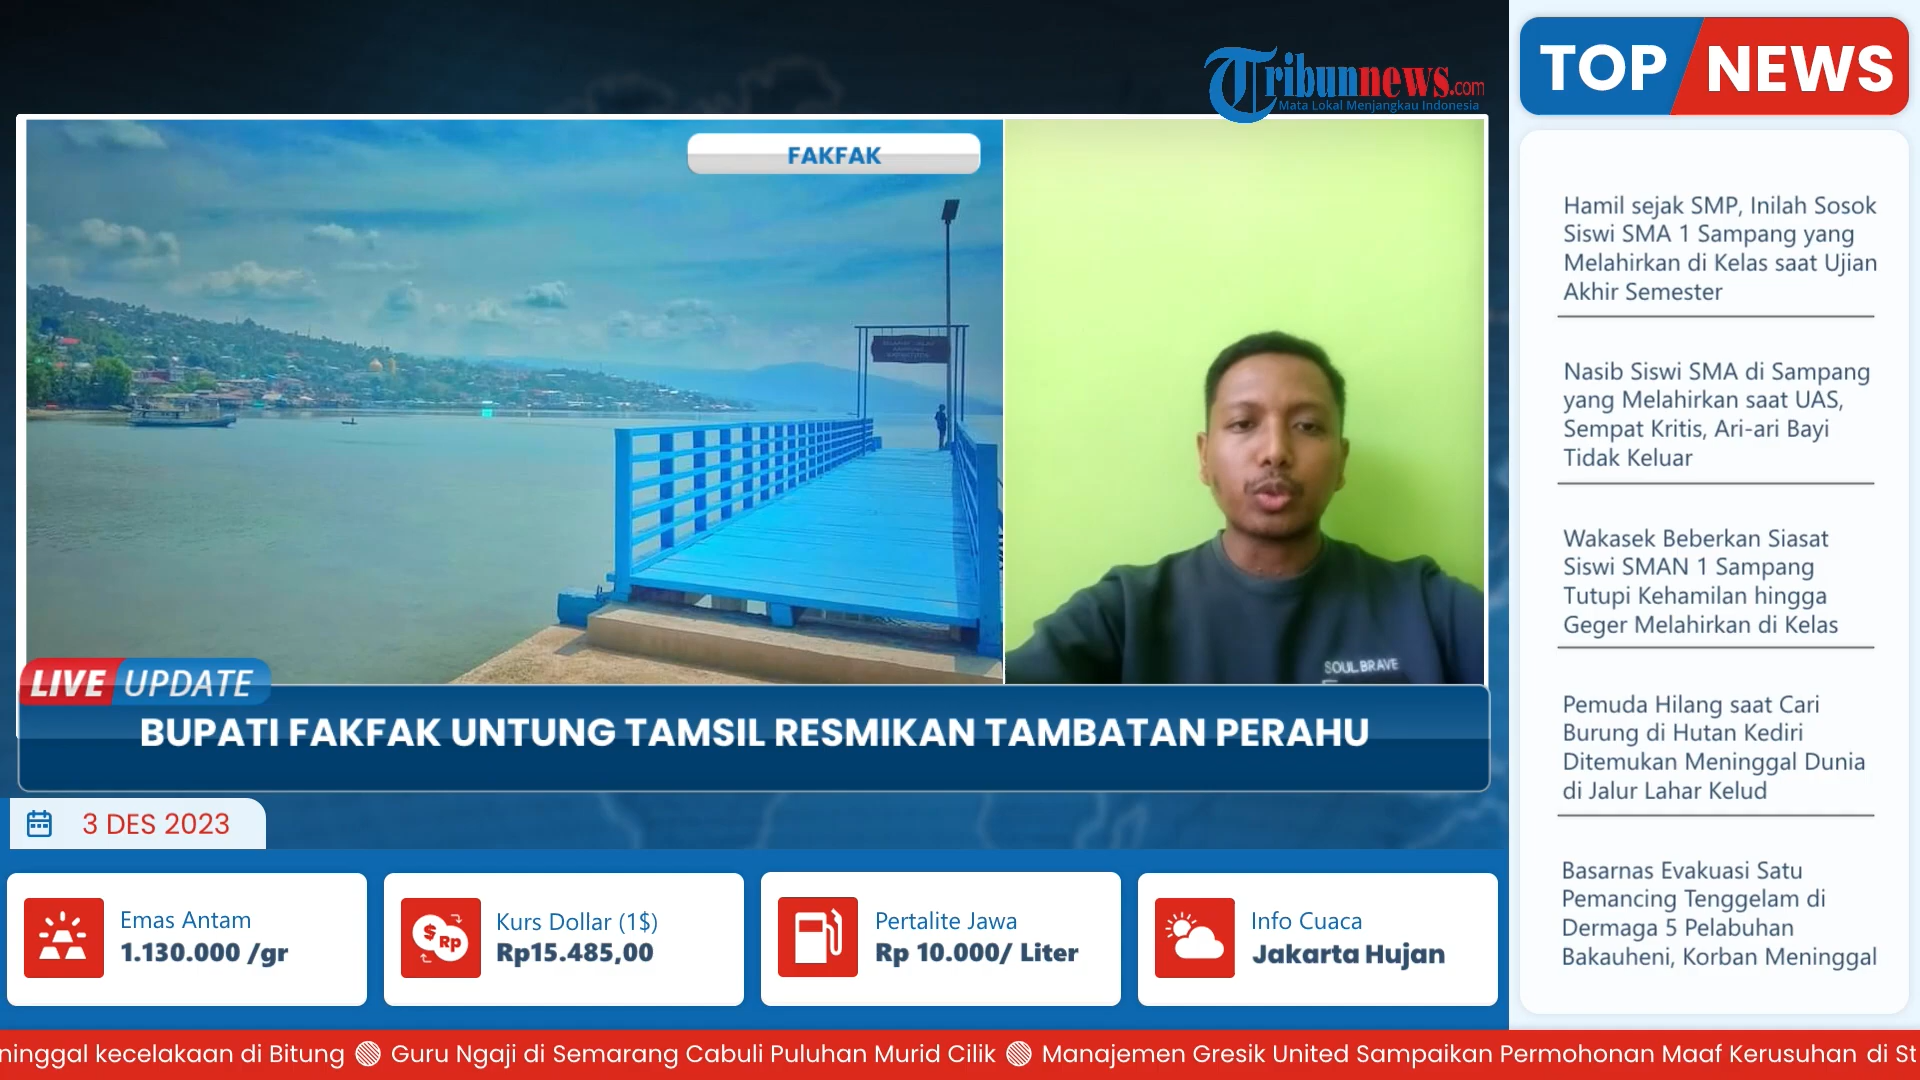 Tribunnews.com
Mata Lokal Menjangkau Indonesia
TOP NEWS
FAKFAK
SOUL BRAVE
LIVE UPDATE
BUPATI FAKFAK UNTUNG TAMSIL RESMIKAN TAMBATAN PERAHU
3 DES 2023
Emas Antam
1.130.000 /gr
Kurs Dollar (1$)
Rp15.485,00
Pertalite Jawa
Rp 10.000/ Liter
Info Cuaca
Jakarta Hujan
Hamil sejak SMP, Inilah Sosok
Siswi SMA 1 Sampang yang
Melahirkan di Kelas saat Ujian
Akhir Semester
Nasib Siswi SMA di Sampang
yang Melahirkan saat UAS,
Sempat Kritis, Ari-ari Bayi
Tidak Keluar
Wakasek Beberkan Siasat
Siswi SMAN 1 Sampang
Tutupi Kehamilan hingga
Geger Melahirkan di Kelas
Pemuda Hilang saat Cari
Burung di Hutan Kediri
Ditemukan Meninggal Dunia
di Jalur Lahar Kelud
Basarnas Evakuasi Satu
Pemancing Tenggelam di
Dermaga 5 Pelabuhan
Bakauheni, Korban Meninggal
ninggal kecelakaan di Bitung Guru Ngaji di Semarang Cabuli Puluhan Murid Cilik Manajemen Gresik United Sampaikan Permohonan Maaf Kerusuhan di St